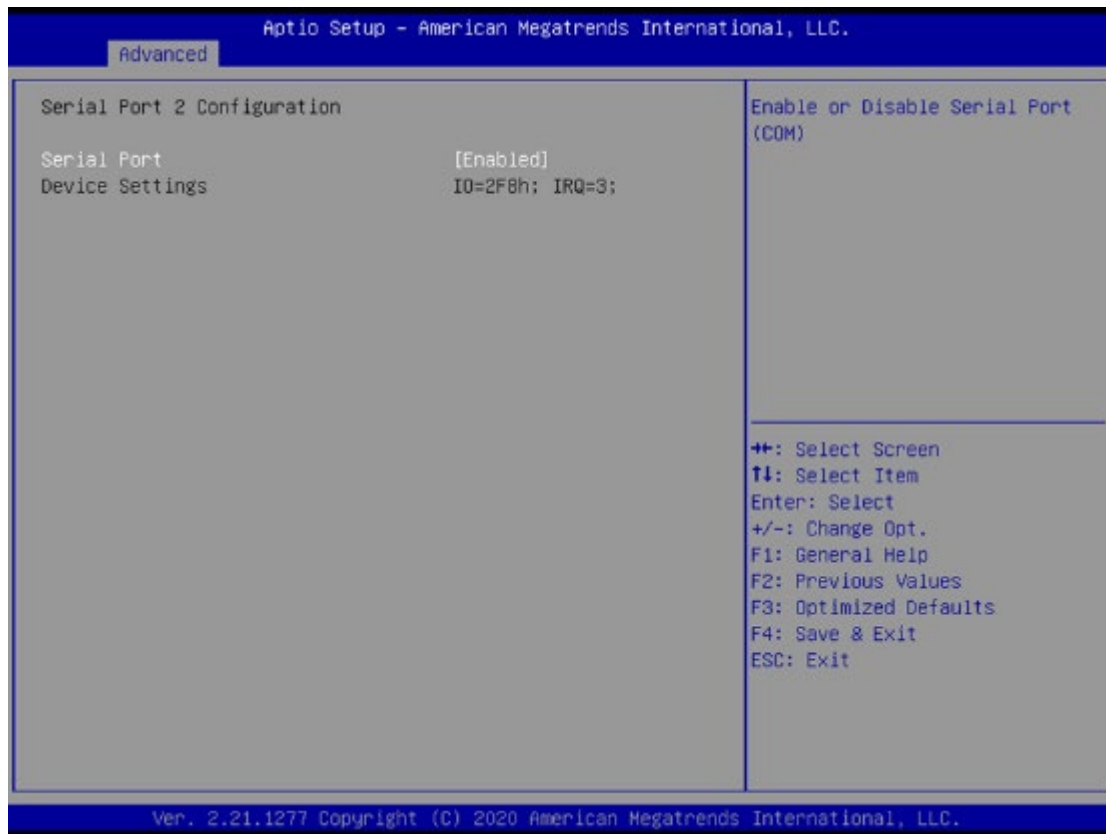 Aptio Setup – American Megatrends International, LLC.
Advanced
Serial Port 2 Configuration
Serial Port [Enabled]
Device Settings IO=2F8h; IRQ=3;
Enable or Disable Serial Port
(COM)
→←: Select Screen
↑↓: Select Item
Enter: Select
+/-: Change Opt.
F1: General Help
F2: Previous Values
F3: Optimized Defaults
F4: Save & Exit
ESC: Exit
Ver. 2.21.1277 Copyright (C) 2020 American Megatrends International, LLC.